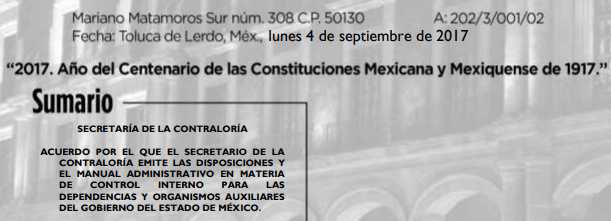 Mariano Matamoros Sur núm. 308 C.P. 50130 A: 202/3/001/02
Fecha: Toluca de Lerdo, Méx., lunes 4 de septiembre de 2017
“2017. Año del Centenario de las Constituciones Mexicana y Mexiquense de 1917.”
Sumario
SECRETARÍA DE LA CONTRALORÍA
ACUERDO POR EL QUE EL SECRETARIO DE LA
CONTRALORÍA EMITE LAS DISPOSICIONES Y
EL MANUAL ADMINISTRATIVO EN MATERIA
DE CONTROL INTERNO PARA LAS
DEPENDENCIAS Y ORGANISMOS AUXILIARES
DEL GOBIERNO DEL ESTADO DE MÉXICO.